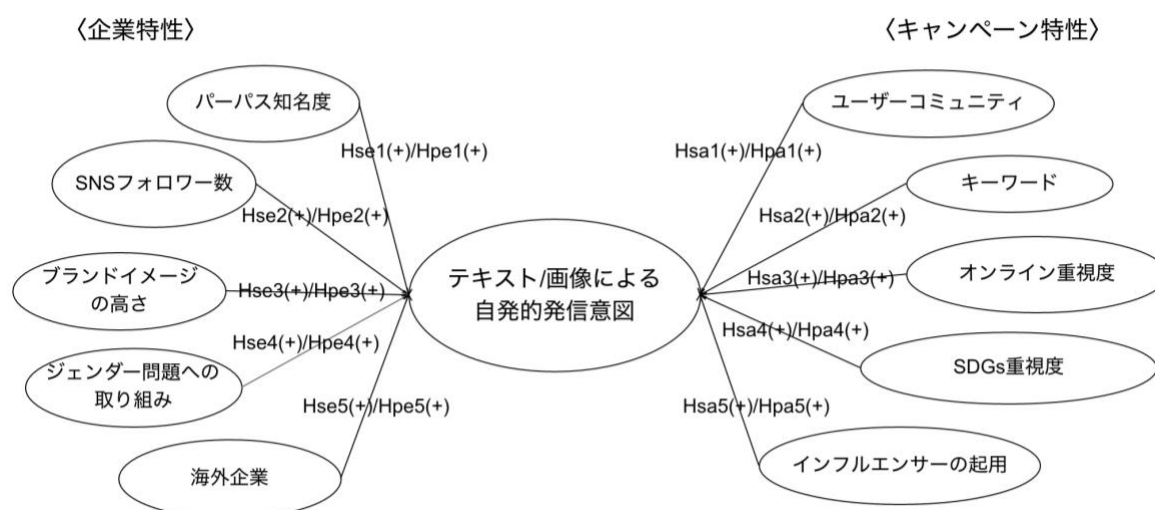 〈企業特性〉
〈キャンペーン特性〉
パーパス知名度
SNSフォロワー数
ブランドイメージ
の高さ
ジェンダー問題への
取り組み
海外企業
Hse1(+)/Hpe1(+)
Hse2(+)/Hpe2(+)
Hse3(+)/Hpe3(+)
Hse4(+)/Hpe4(+)
Hse5(+)/Hpe5(+)
テキスト/画像による
自発的発信意図
Hsa1(+)/Hpa1(+)
Hsa2(+)/Hpa2(+)
Hsa3(+)/Hpa3(+)
Hsa4(+)/Hpa4(+)
Hsa5(+)/Hpa5(+)
ユーザーコミュニティ
キーワード
オンライン重視度
SDGs重視度
インフルエンサーの起用